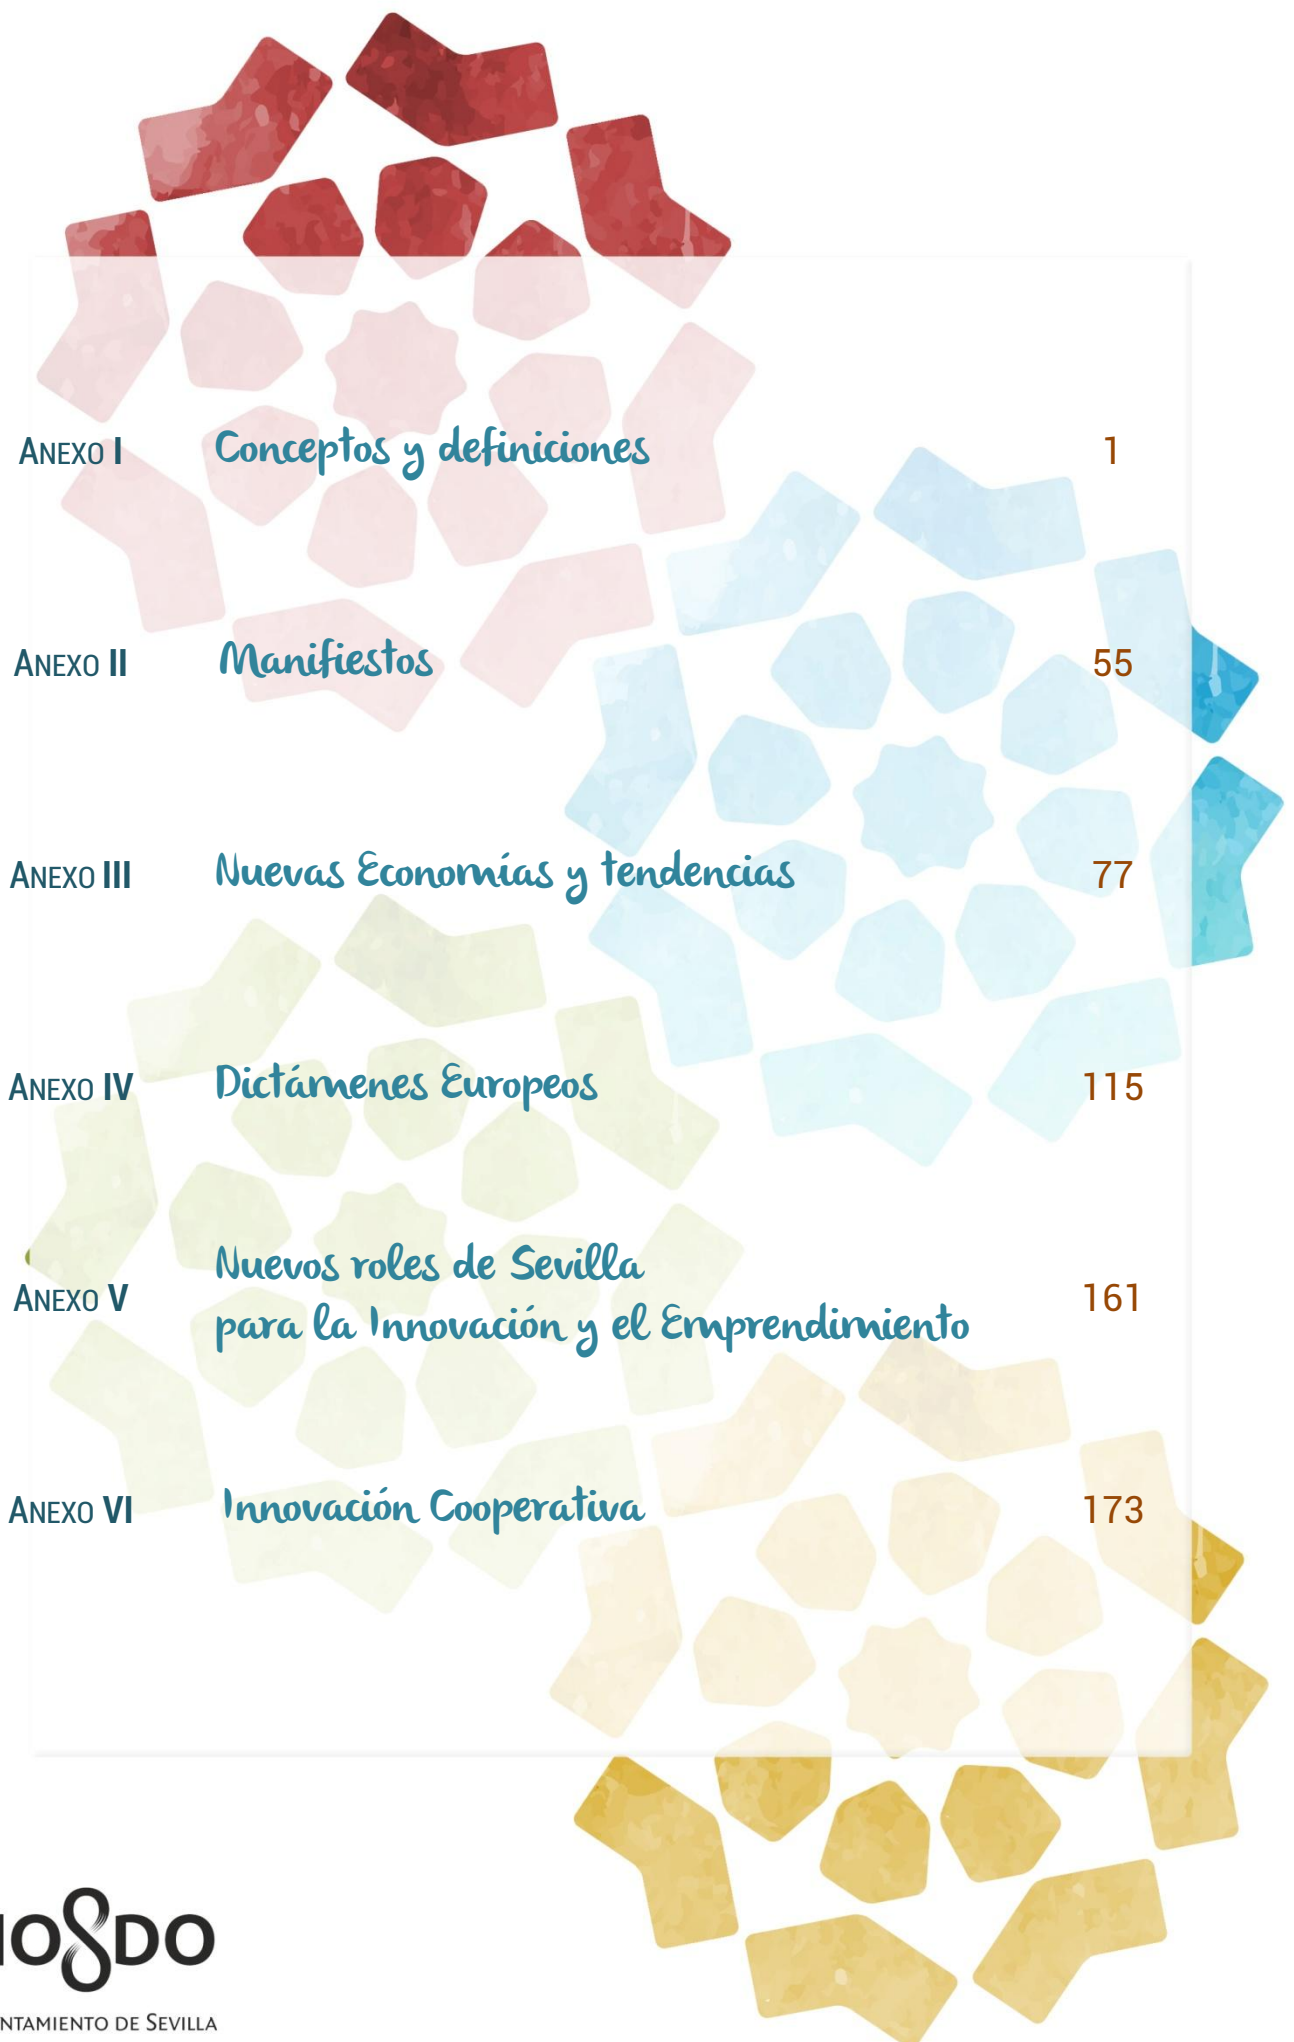 ANEXO I Conceptos y definiciones 1
ANEXO II Manifiestos 55
ANEXO III Nuevas Economías y tendencias 77
ANEXO IV Dictámenes Europeos 115
ANEXO V Nuevos roles de Sevilla
para la Innovación y el Emprendimiento 161
ANEXO VI Innovación Cooperativa 173
IO8DO
NTAMIENTO DE SEVILLA